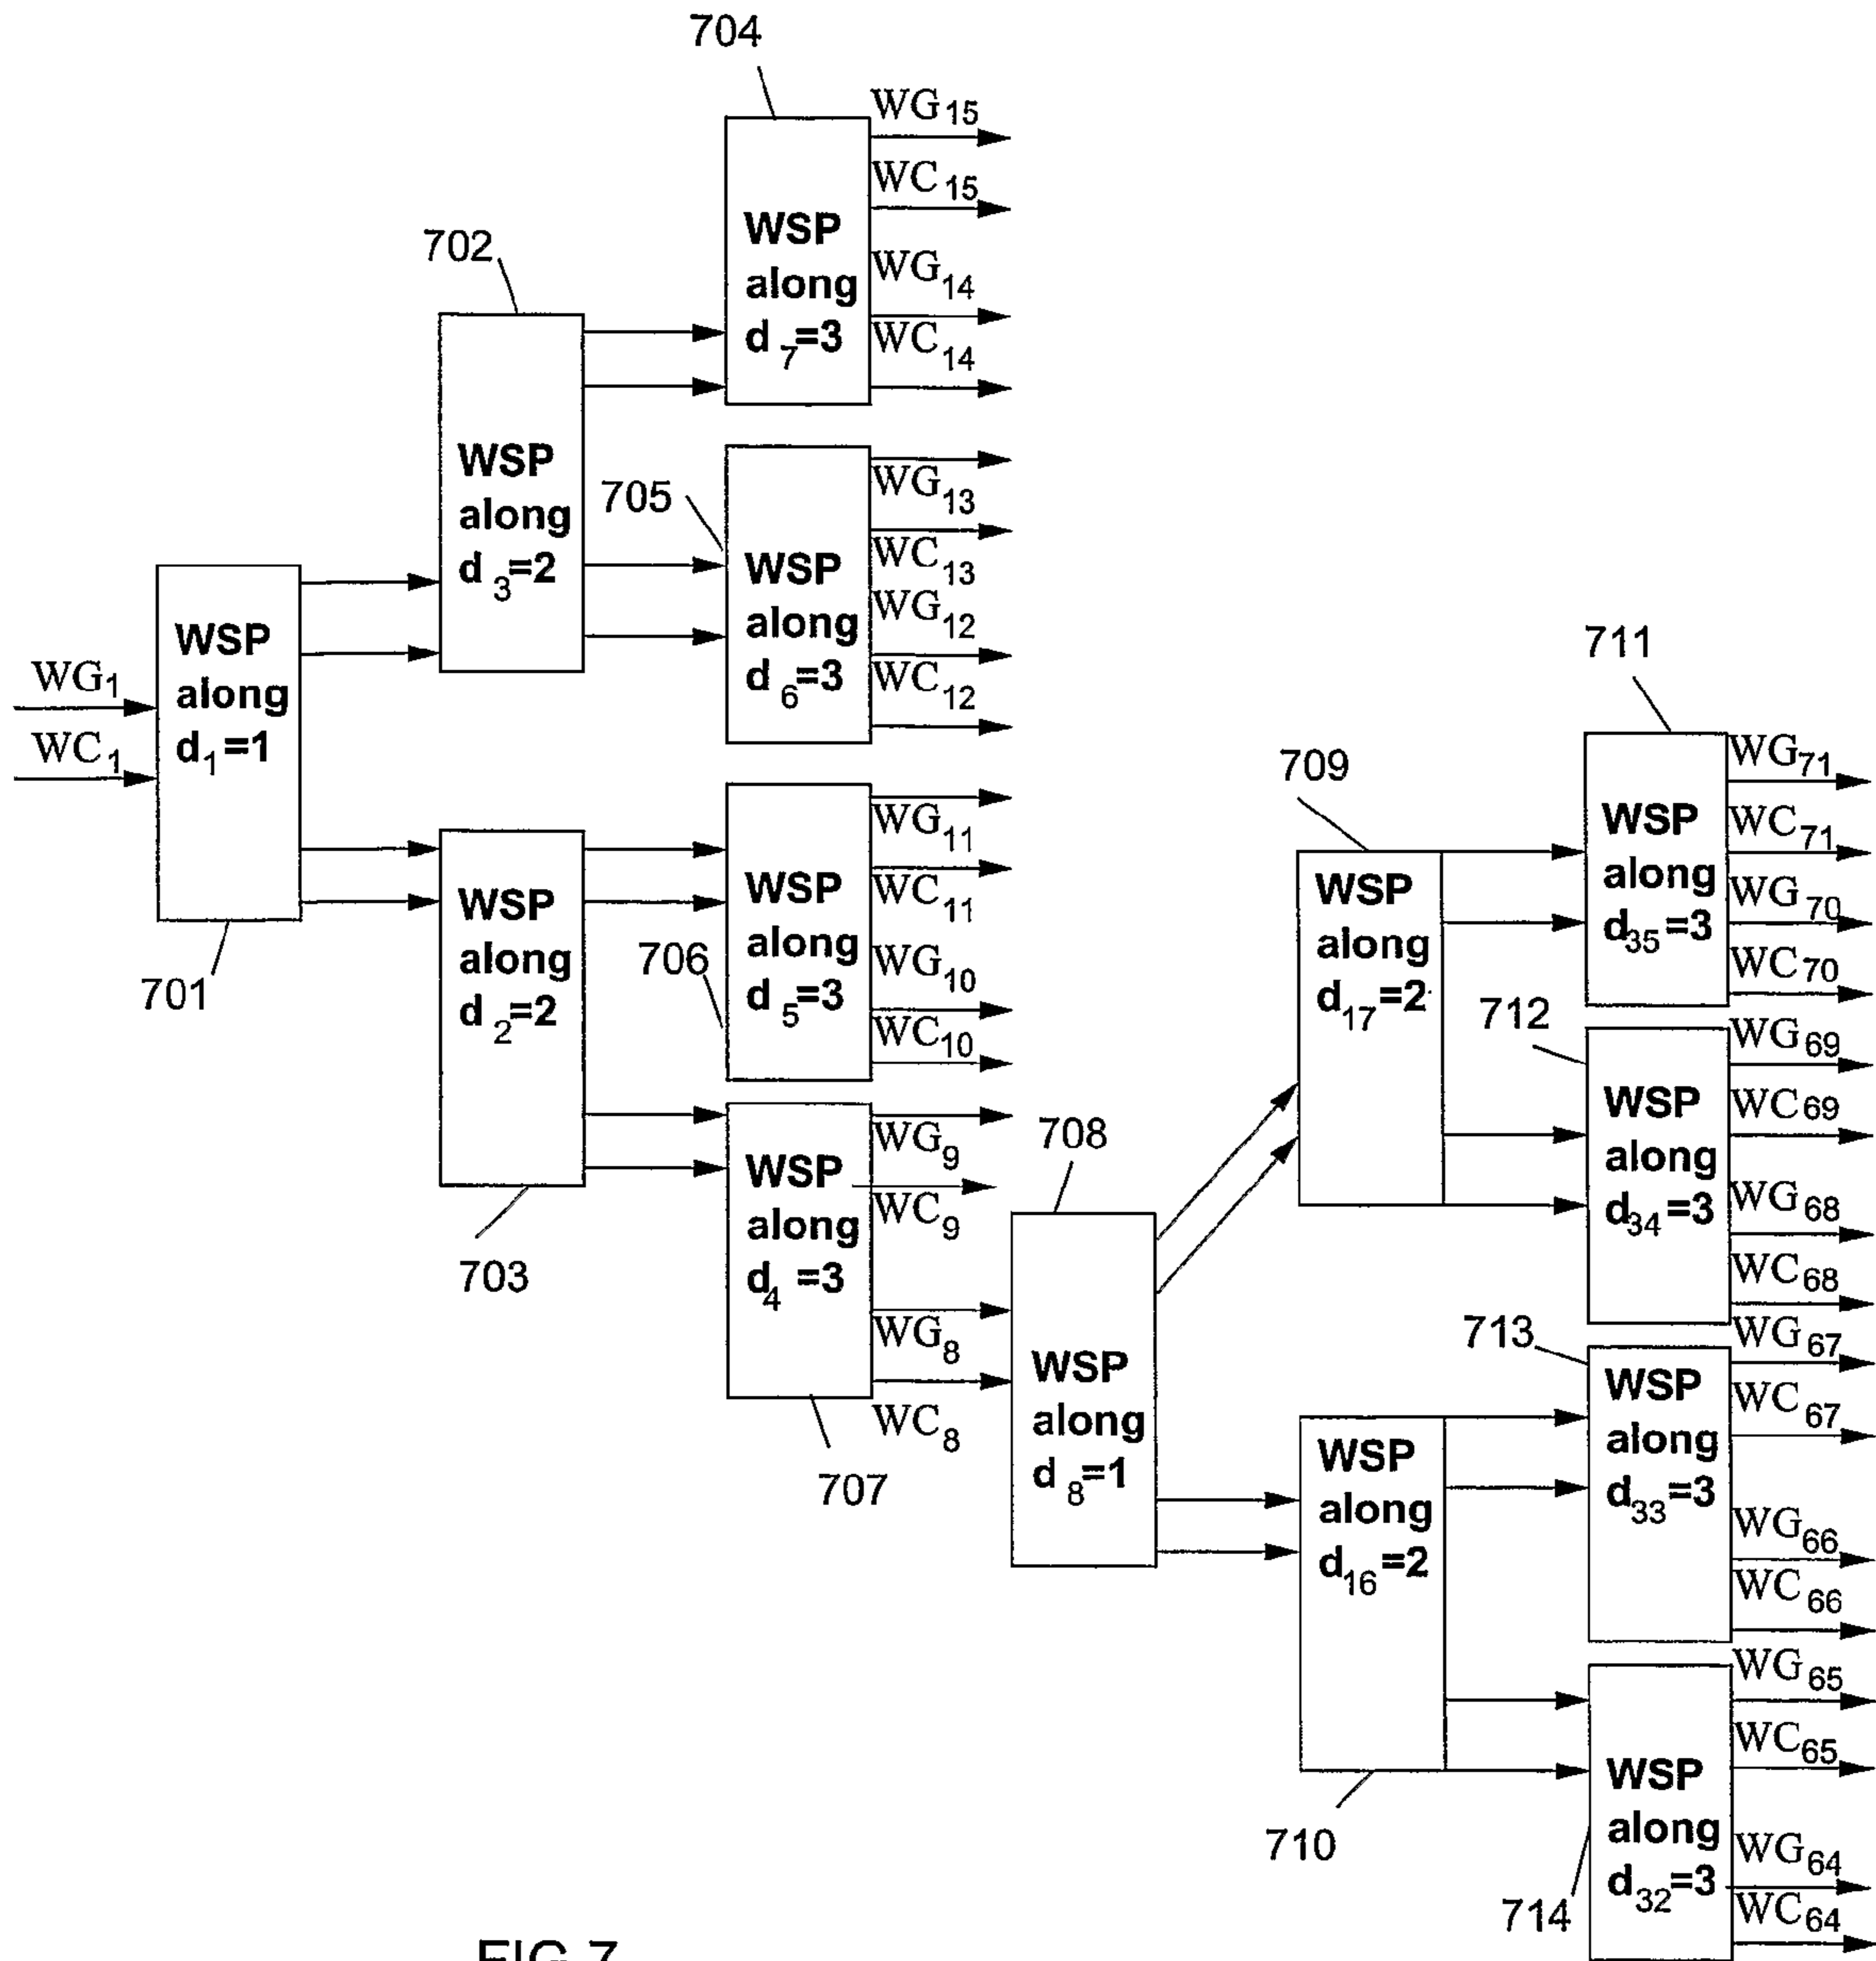 704
WG15
WC15
WSP
along
d7=3
WG14
WC14
702
WSP
along
d3=2
705
WSP
along
d6=3
WG13
WC13
WG12
WC12
WG1
WC1
WSP
along
d1=1
701
WSP
along
d2=2
703
706
WSP
along
d5=3
WG11
WC11
WG10
WC10
WSP
along
d4=3
WG9
WC9
WG8
WC8
707
708
WSP
along
d8=1
709
WSP
along
d17=2
711
WSP
along
d35=3
WG71
WC71
WG70
WC70
712
WSP
along
d34=3
WG69
WC69
WG68
WC68
713
WSP
along
d33=3
WG67
WC67
WG66
WC66
WSP
along
d16=2
710
714
WSP
along
d32=3
WG65
WC65
WG64
WC64
FIG 7